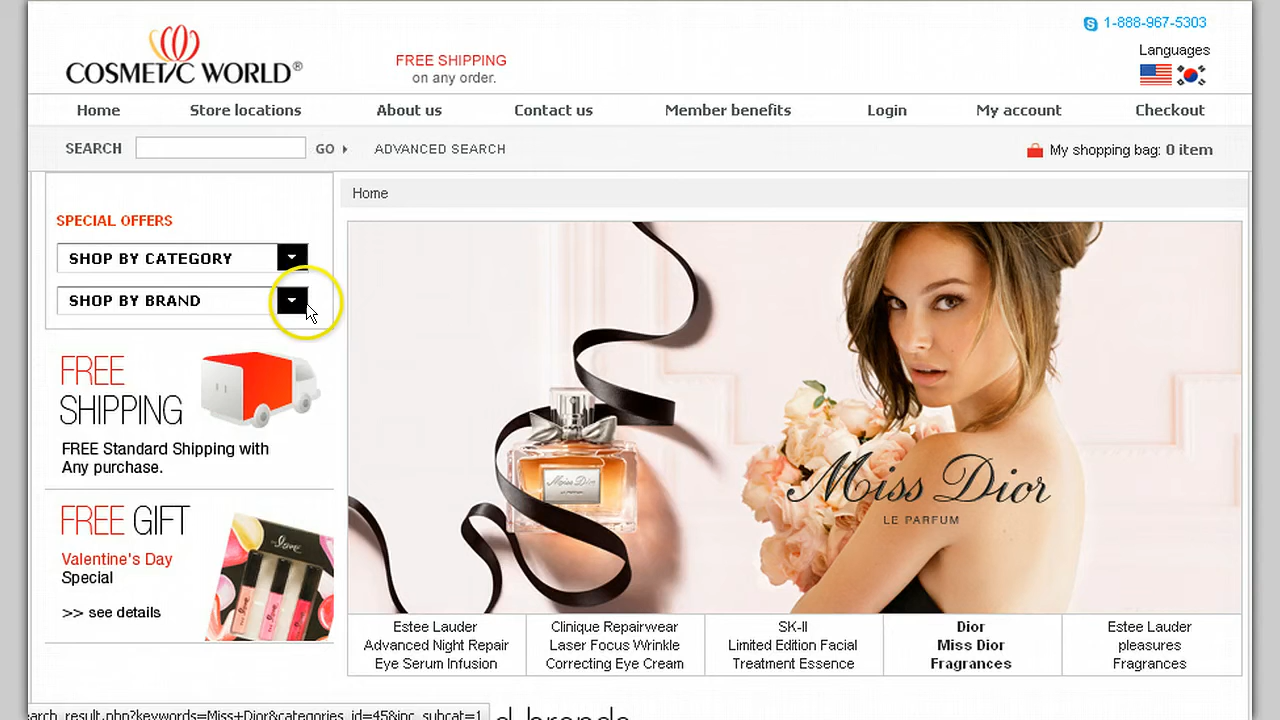 COSMETIC WORLD®
FREE SHIPPING
on any order.
1-888-967-5303
Languages
Home Store locations About us Contact us Member benefits Login My account Checkout
SEARCH GO ADVANCED SEARCH
My shopping bag: 0 item
Home
SPECIAL OFFERS
SHOP BY CATEGORY
SHOP BY BRAND
FREE
SHIPPING
FREE Standard Shipping with
Any purchase.
FREE GIFT
Valentine's Day
Special
>> see details
Miss Dior
LE PARFUM
Miss Dior
LE PARFUM
Estee Lauder
Advanced Night Repair
Eye Serum Infusion
Clinique Repairwear
Laser Focus Wrinkle
Correcting Eye Cream
SK-II
Limited Edition Facial
Treatment Essence
Dior
Miss Dior
Fragrances
Estee Lauder
pleasures
Fragrances
arch_result.php?keywords=Miss+Dior&categories_id=45&inc_subcat=1
d brands